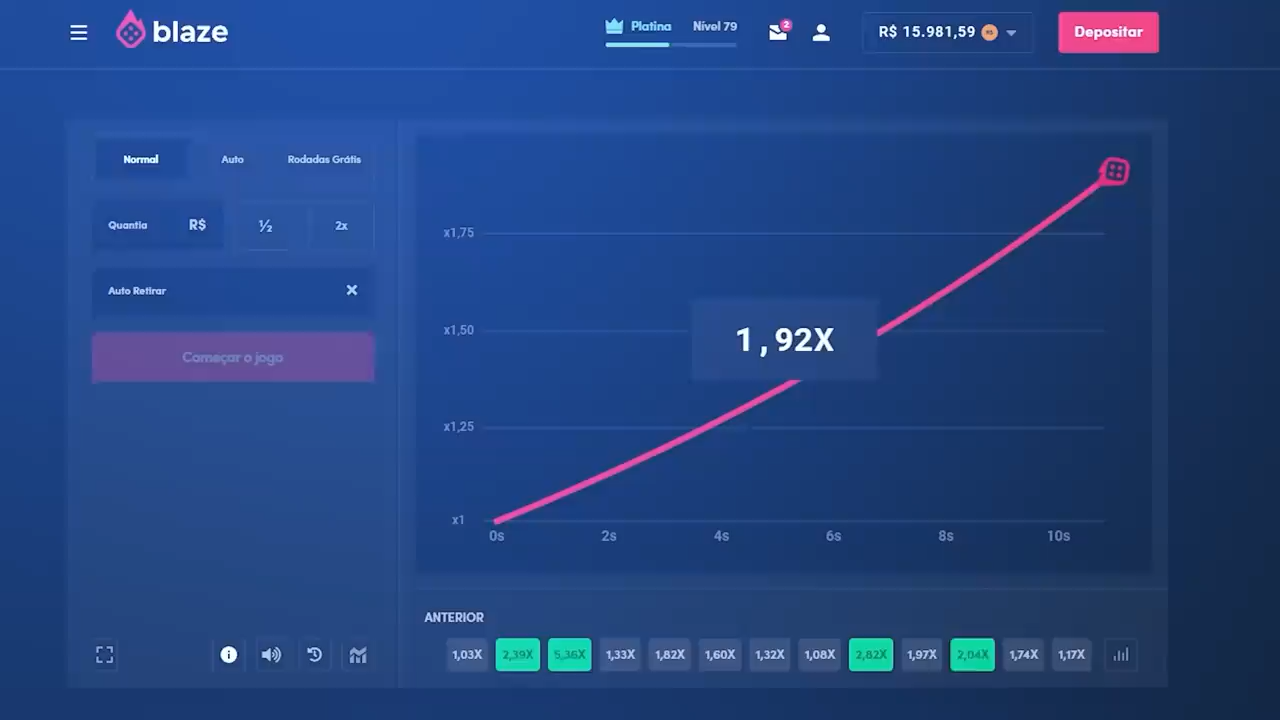 blaze
Platina Nível 79
2
R$ 15.981,59
Depositar
Normal Auto Rodadas Grátis
Quantia R$ ½ 2x
Auto Retirar
Começar o jogo
x1,75
x1,50
x1,25
x1
1,92X
0s 2s 4s 6s 8s 10s
ANTERIOR
1,03X 2,39X 5,36X 1,33X 1,82X 1,60X 1,32X 1,08X 2,82X 1,97X 2,04X 1,74X 1,17X